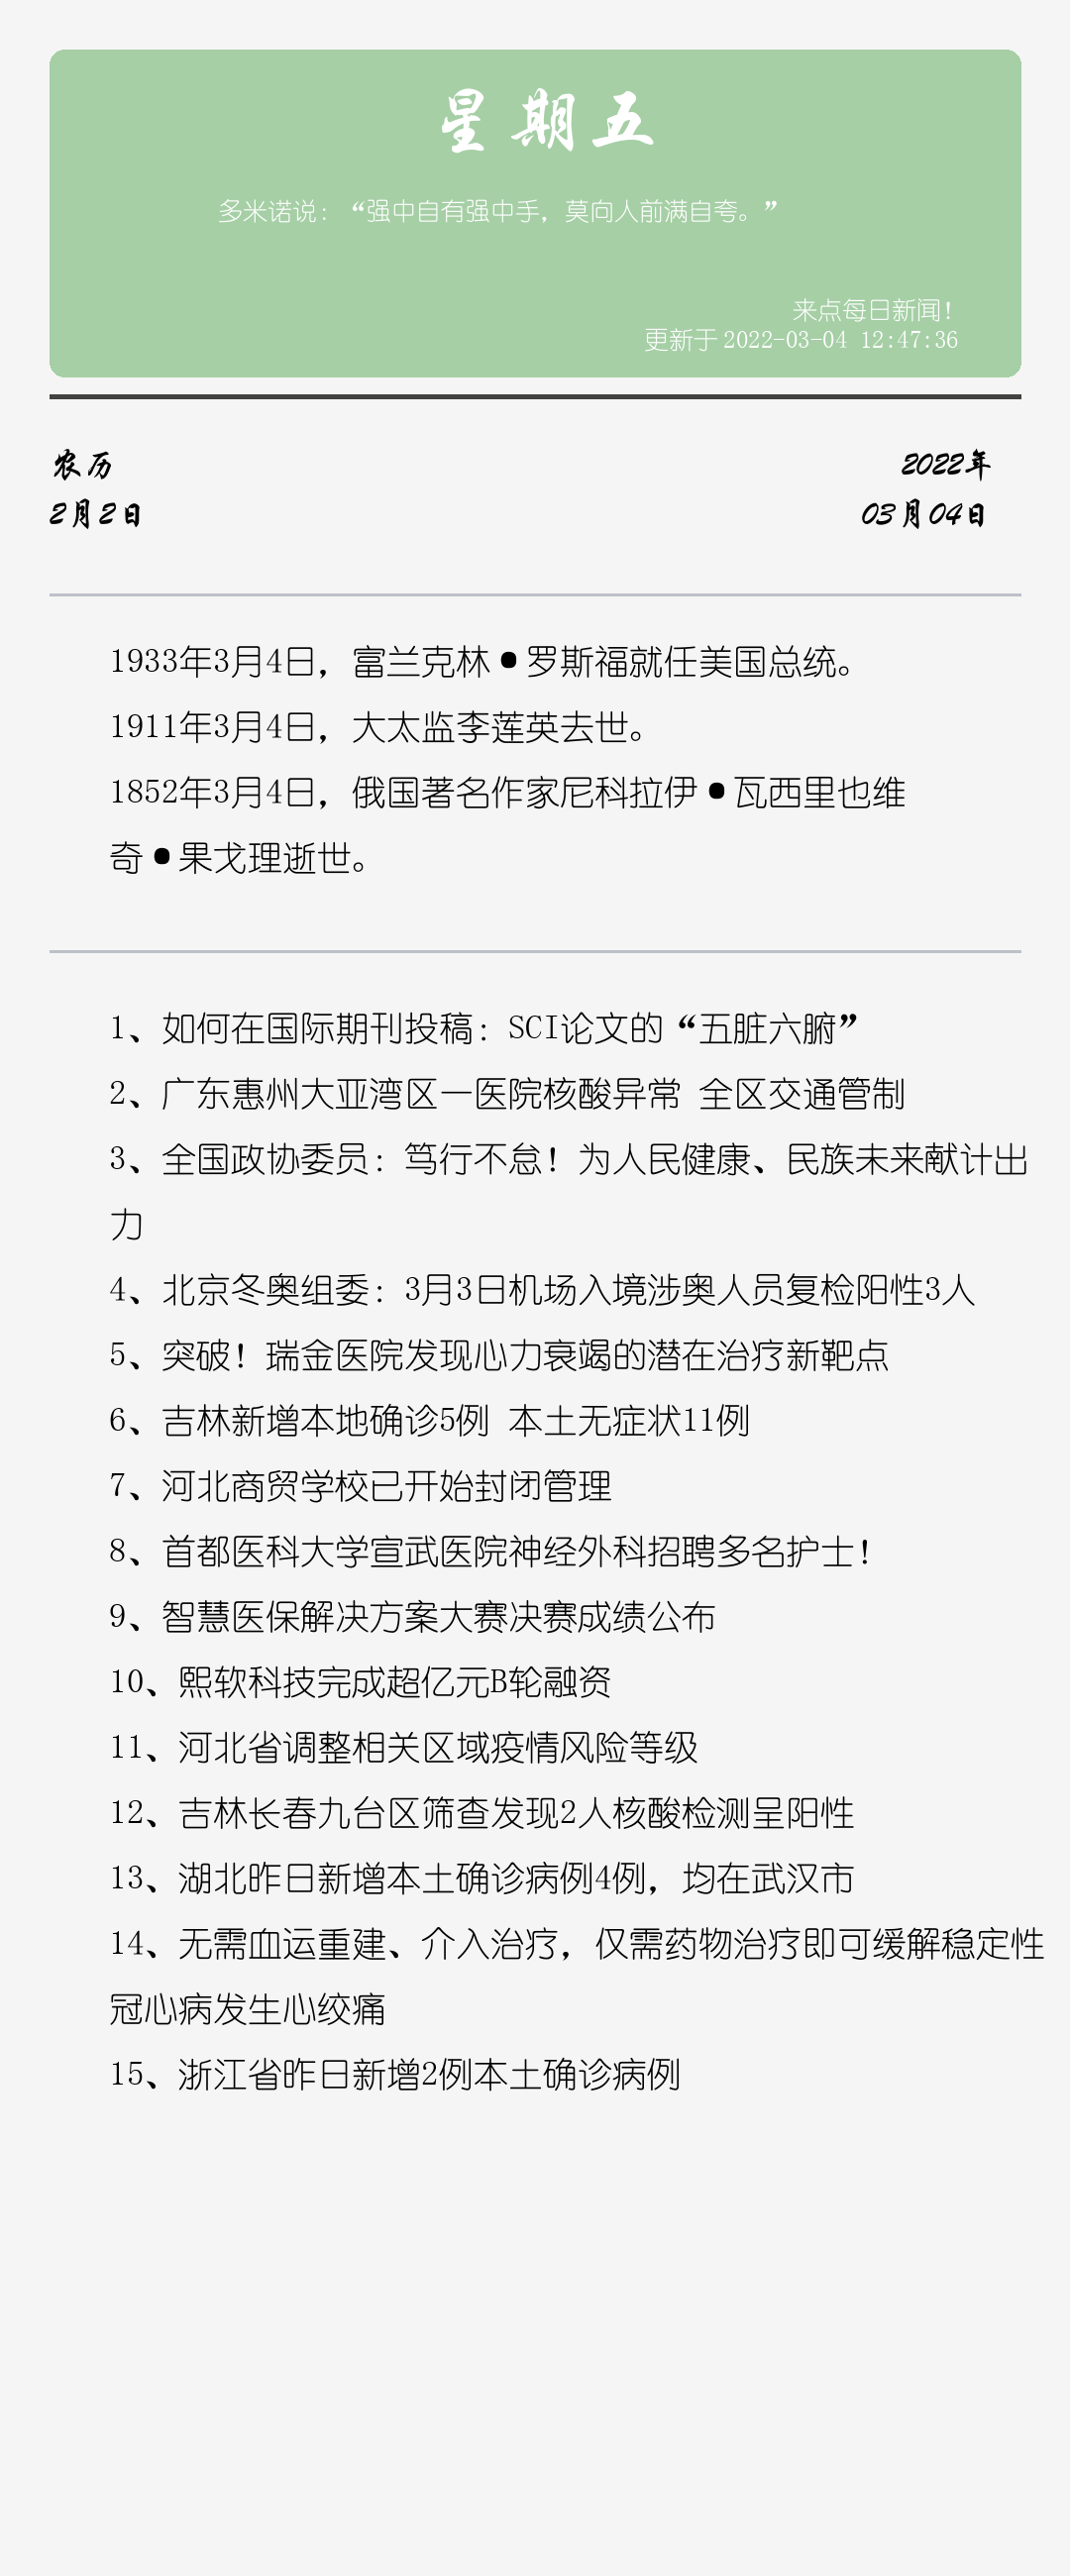 星期五
多米诺说：“强中自有强中手，莫向人前满自夸。”
来点每日新闻！
更新于 2022-03-04 12:47:36
农历
2022年
2月2日
03月04日
1933年3月4日，富兰克林•罗斯福就任美国总统。
1911年3月4日，大太监李莲英去世。
1852年3月4日，俄国著名作家尼科拉伊•瓦西里也维
奇•果戈理逝世。
1、如何在国际期刊投稿：SCI论文的“五脏六腑”
2、广东惠州大亚湾区一医院核酸异常 全区交通管制
3、全国政协委员：笃行不怠！为人民健康、民族未来献计出
力
4、北京冬奥组委：3月3日机场入境涉奥人员复检阳性3人
5、突破！瑞金医院发现心力衰竭的潜在治疗新靶点
6、吉林新增本地确诊5例 本土无症状11例
7、河北商贸学校已开始封闭管理
8、首都医科大学宣武医院神经外科招聘多名护士！
9、智慧医保解决方案大赛决赛成绩公布
10、熙软科技完成超亿元B轮融资
11、河北省调整相关区域疫情风险等级
12、吉林长春九台区筛查发现2人核酸检测呈阳性
13、湖北昨日新增本土确诊病例4例，均在武汉市
14、无需血运重建、介入治疗，仅需药物治疗即可缓解稳定性
冠心病发生心绞痛
15、浙江省昨日新增2例本土确诊病例